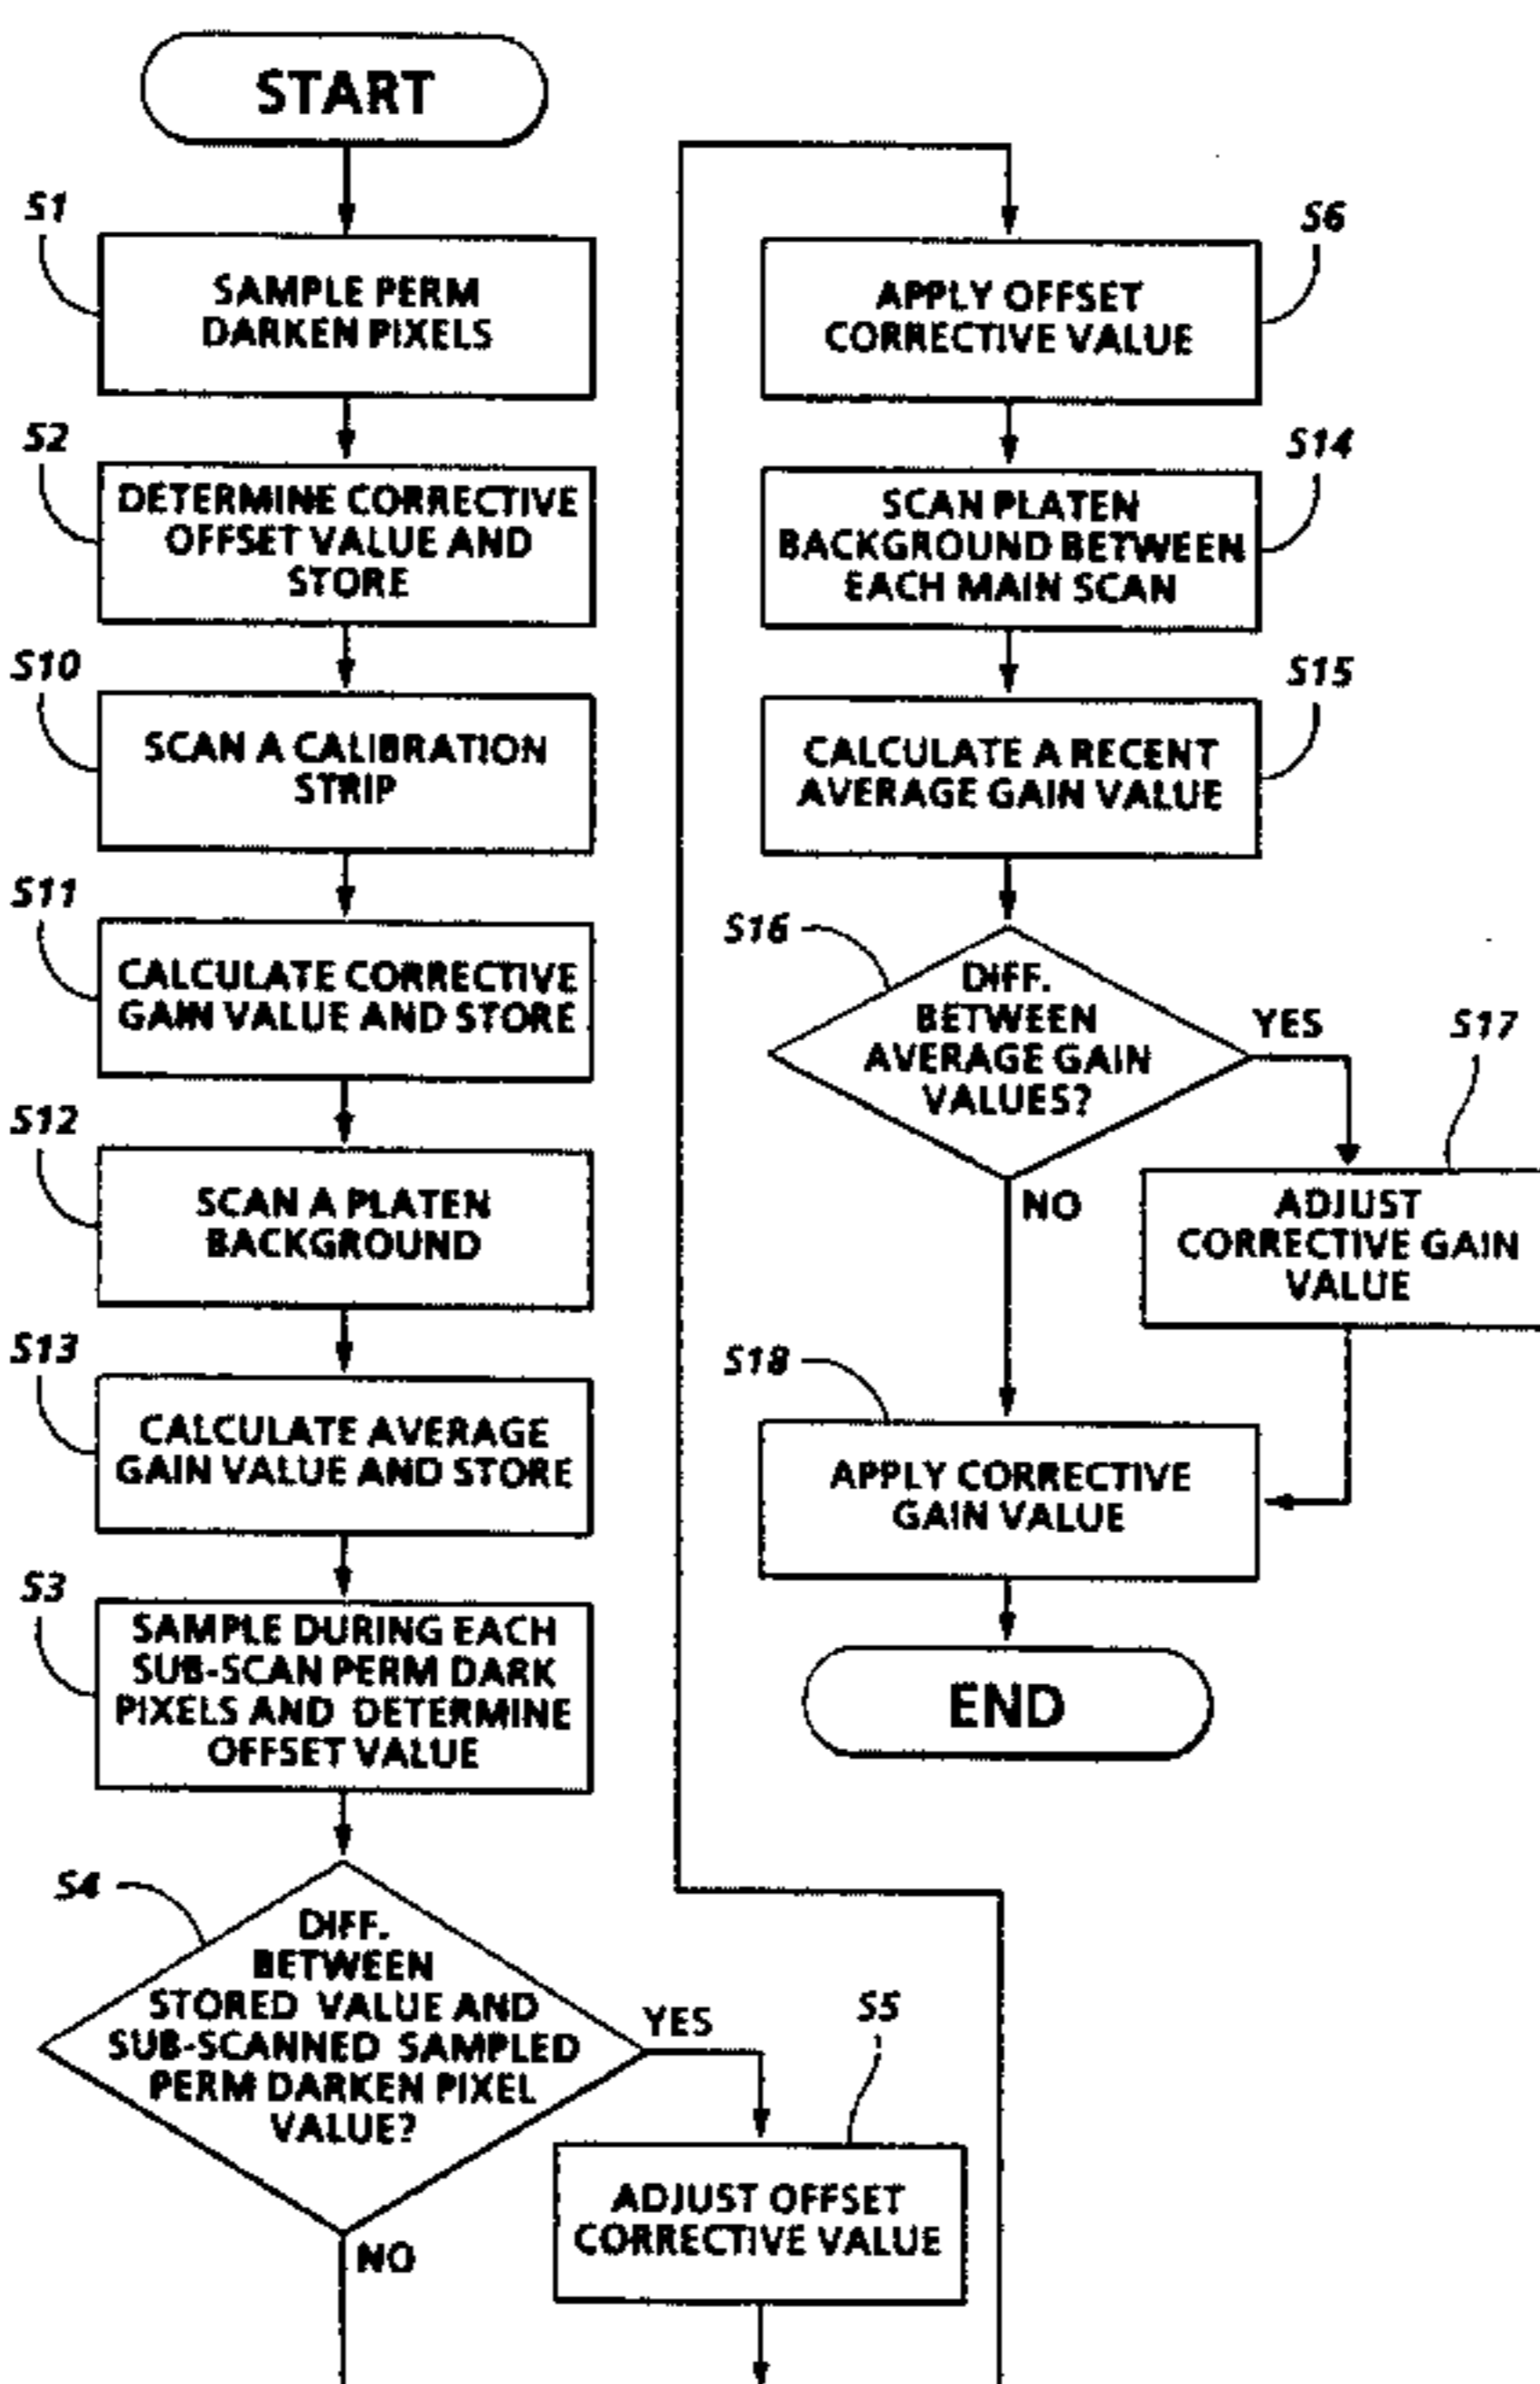 START
S1
SAMPLE PERM
DARKEN PIXELS
S2
DETERMINE CORRECTIVE
OFFSET VALUE AND
STORE
S10
SCAN A CALIBRATION
STRIP
S11
CALCULATE CORRECTIVE
GAIN VALUE AND STORE
S12
SCAN A PLATEN
BACKGROUND
S13
CALCULATE AVERAGE
GAIN VALUE AND STORE
S3
SAMPLE DURING EACH
SUB-SCAN PERM DARK
PIXELS AND DETERMINE
OFFSET VALUE
S4
DIFF.
BETWEEN
STORED VALUE AND
SUB-SCANNED SAMPLED
PERM DARKEN PIXEL
VALUE?
YES
NO
S5
ADJUST OFFSET
CORRECTIVE VALUE
S6
APPLY OFFSET
CORRECTIVE VALUE
S14
SCAN PLATEN
BACKGROUND BETWEEN
EACH MAIN SCAN
S15
CALCULATE A RECENT
AVERAGE GAIN VALUE
S16
DIFF.
BETWEEN
AVERAGE GAIN
VALUES?
YES
NO
S17
ADJUST
CORRECTIVE GAIN
VALUE
S18
APPLY CORRECTIVE
GAIN VALUE
END